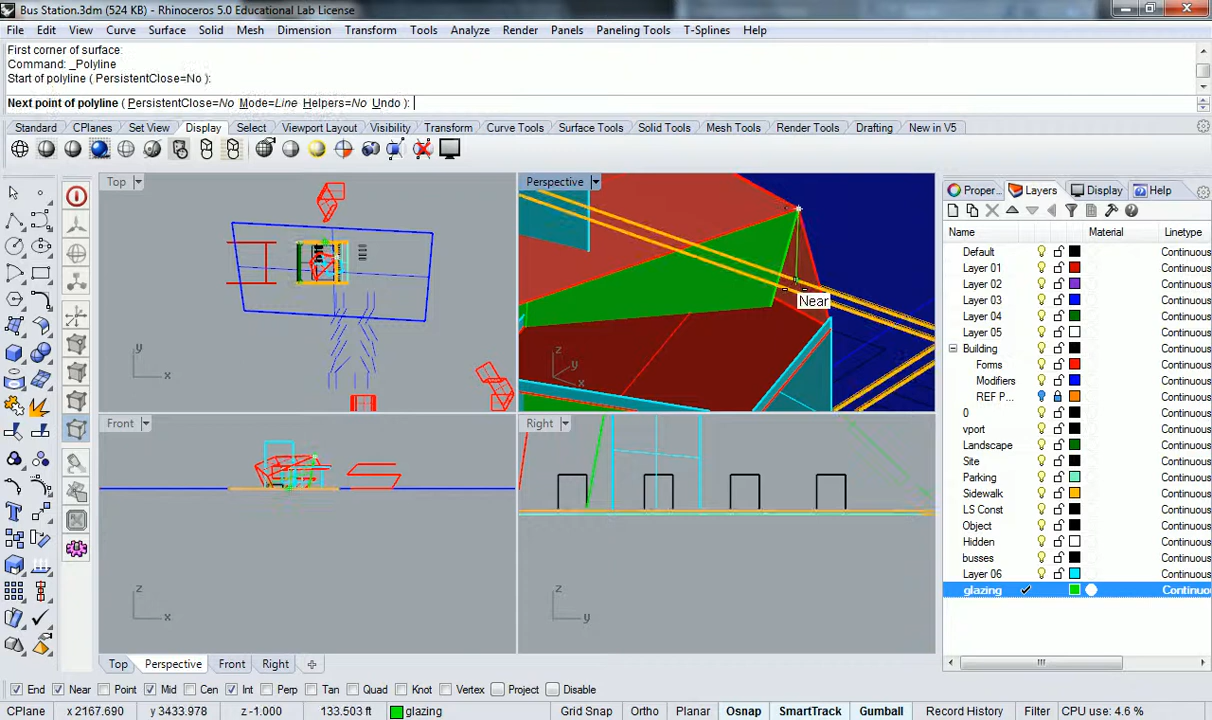 Bus Station.3dm (524 KB) - Rhinoceros 5.0 Educational Lab License
File Edit View Curve Surface Solid Mesh Dimension Transform Tools Analyze Render Panels Paneling Tools T-Splines Help
First corner of surface:
Command: _Polyline
Start of polyline ( PersistentClose=No ):
Next point of polyline ( PersistentClose=No Mode=Line Helpers=No Undo ):
Standard CPlanes Set View Display Select Viewport Layout Visibility Transform Curve Tools Surface Tools Solid Tools Mesh Tools Render Tools Drafting New in V5
Top
Perspective
Proper... Layers Display Help
Name Material Linetype
Default Continuous
Layer 01 Continuous
Layer 02 Continuous
Layer 03 Continuous
Layer 04 Continuous
Layer 05 Continuous
Building Continuous
Forms Continuous
Modifiers Continuous
REF P... Continuous
0 Continuous
vport Continuous
Landscape Continuous
Site Continuous
Parking Continuous
Sidewalk Continuous
LS Const Continuous
Object Continuous
Hidden Continuous
busses Continuous
Layer 06 Continuous
glazing Continuo
Near
y
x
z
y
x
Front
Right
z
x
z
y
Top Perspective Front Right
End Near Point Mid Cen Int Perp Tan Quad Knot Vertex Project Disable
CPlane x 2167.690 y 3433.978 z -1.000 133.503 ft glazing Grid Snap Ortho Planar Osnap SmartTrack Gumball Record History Filter CPU use: 4.6 %